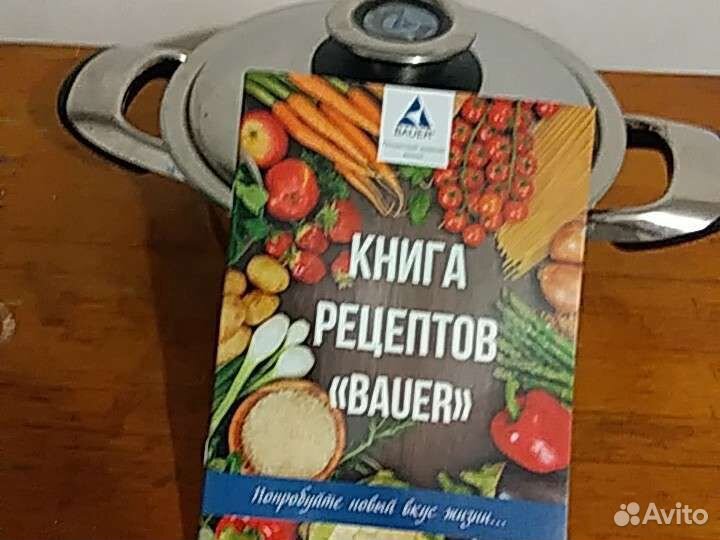 BAUER
КНИГА
РЕЦЕПТОВ
«BAUER»
Попробуйте новый вкус жизни...
Avito